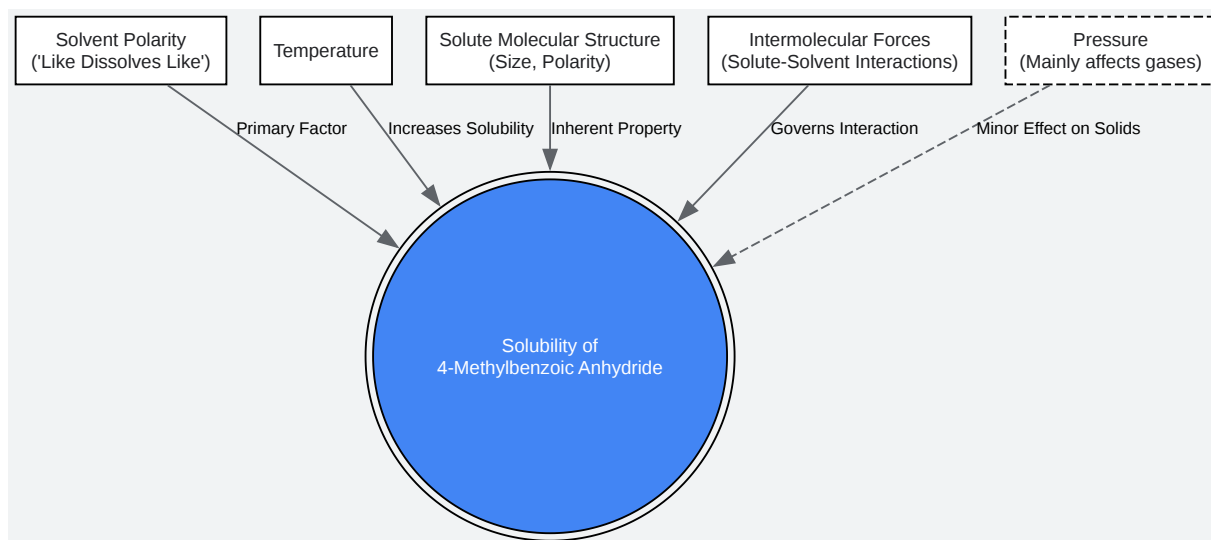 Solvent Polarity
('Like Dissolves Like')
Temperature
Solute Molecular Structure
(Size, Polarity)
Intermolecular Forces
(Solute-Solvent Interactions)
Pressure
(Mainly affects gases)
Primary Factor
Increases Solubility
Inherent Property
Governs Interaction
Minor Effect on Solids
Solubility of
4-Methylbenzoic Anhydride